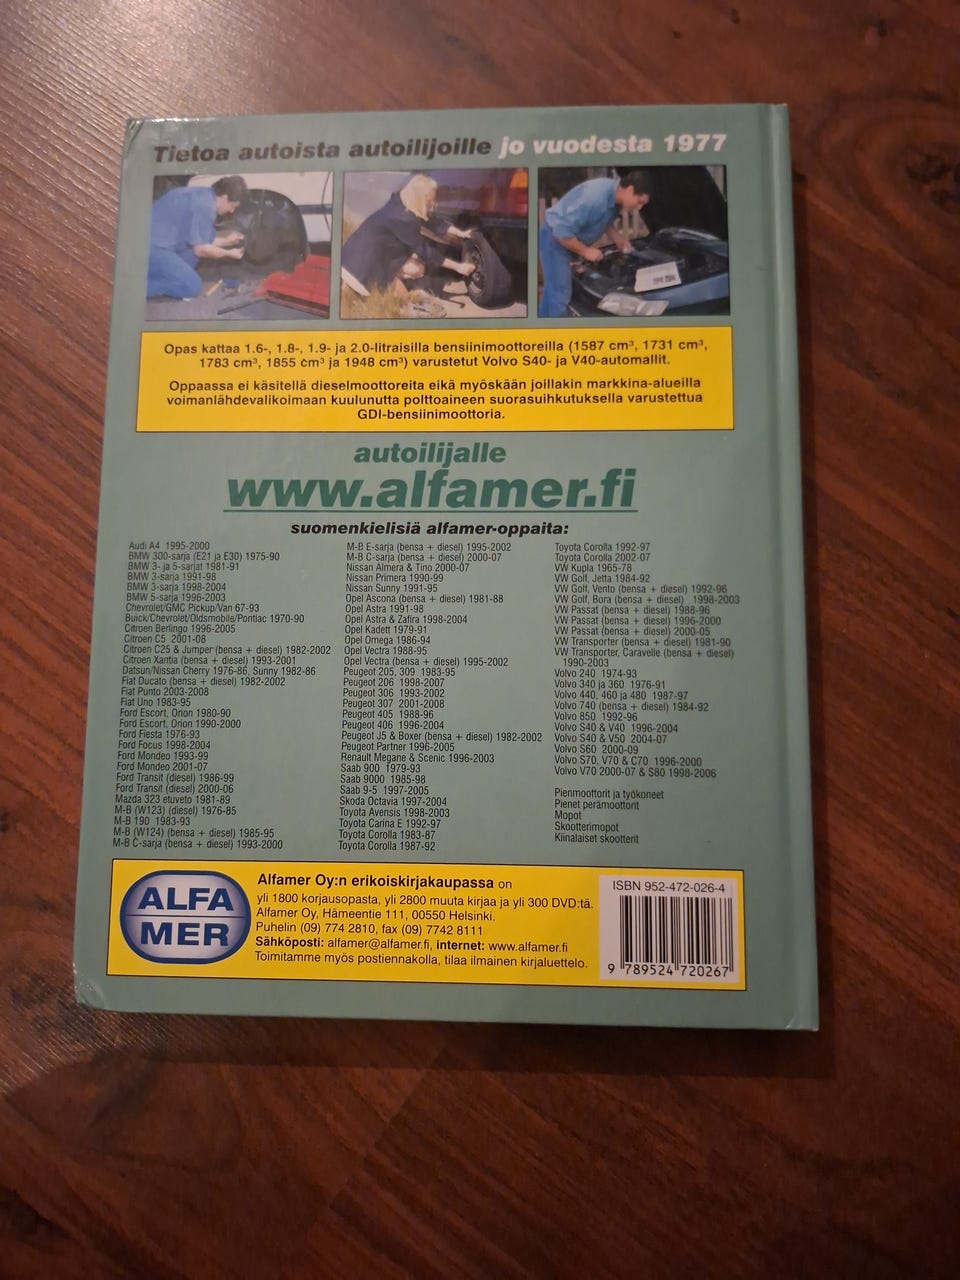 Tietoa autoista autoilijoille jo vuodesta 1977
Opas kattaa 1.6-, 1.8-, 1.9- ja 2.0-litraisilla bensiinimoottoreilla (1587 cm³, 1731 cm³,
1783 cm³, 1855 cm³ ja 1948 cm³) varustetut Volvo S40- ja V40-automallit.
Oppaassa ei käsitellä dieselmoottoreita eikä myöskään joillakin markkina-alueilla
voimanlähdevalikoimaan kuulunutta polttoaineen suorasuihkutuksella varustettua
GDI-bensiinimoottoria.
autoilijalle
www.alfamer.fi
suomenkielisiä alfamer-oppaita:
Audi A4 1995-2000
BMW 300-sarja (E21 ja E30) 1975-90
BMW 3- ja 5-sarjat 1981-91
BMW 3-sarja 1991-98
BMW 3-sarja 1998-2004
BMW 5-sarja 1996-2003
Chevrolet/GMC Pickup/Van 67-93
Buick/Chevrolet/Oldsmobile/Pontiac 1970-90
Citroen Berlingo 1996-2005
Citroen C5 2001-08
Citroen C25 & Jumper (bensa + diesel) 1982-2002
Citroen Xantia (bensa + diesel) 1993-2001
Datsun/Nissan Cherry 1976-86, Sunny 1982-86
Fiat Ducato (bensa + diesel) 1982-2002
Fiat Punto 2003-2008
Fiat Uno 1983-95
Ford Escort, Orion 1980-90
Ford Escort, Orion 1990-2000
Ford Fiesta 1976-93
Ford Focus 1998-2004
Ford Mondeo 1993-99
Ford Mondeo 2001-07
Ford Transit (diesel) 1986-99
Ford Transit (diesel) 2000-06
Mazda 323 etuveto 1981-89
M-B (W123) (diesel) 1976-85
M-B 190 1983-93
M-B (W124) (bensa + diesel) 1985-95
M-B C-sarja (bensa + diesel) 1993-2000
M-B E-sarja (bensa + diesel) 1995-2002
M-B C-sarja (bensa + diesel) 2000-07
Nissan Almera & Tino 2000-07
Nissan Primera 1990-99
Nissan Sunny 1991-95
Opel Ascona (bensa + diesel) 1981-88
Opel Astra 1991-98
Opel Astra & Zafira 1998-2004
Opel Kadett 1979-91
Opel Omega 1986-94
Opel Vectra 1988-95
Opel Vectra (bensa + diesel) 1995-2002
Peugeot 205, 309 1983-95
Peugeot 206 1998-2007
Peugeot 306 1993-2002
Peugeot 307 2001-2008
Peugeot 405 1988-96
Peugeot 406 1996-2004
Peugeot J5 & Boxer (bensa + diesel) 1982-2002
Peugeot Partner 1996-2005
Renault Megane & Scenic 1996-2003
Saab 900 1979-93
Saab 9000 1985-98
Saab 9-5 1997-2005
Skoda Octavia 1997-2004
Toyota Avensis 1998-2003
Toyota Carina E 1992-97
Toyota Corolla 1983-87
Toyota Corolla 1987-92
Toyota Corolla 1992-97
Toyota Corolla 2002-07
VW Kupla 1965-78
VW Golf, Jetta 1984-92
VW Golf, Vento (bensa + diesel) 1992-96
VW Golf, Bora (bensa + diesel) 1998-2003
VW Passat (bensa + diesel) 1988-96
VW Passat (bensa + diesel) 1996-2000
VW Passat (bensa + diesel) 2000-05
VW Transporter (bensa + diesel) 1981-90
VW Transporter, Caravelle (bensa + diesel)
1990-2003
Volvo 240 1974-93
Volvo 340 ja 360 1976-91
Volvo 440, 460 ja 480 1987-97
Volvo 740 (bensa + diesel) 1984-92
Volvo 850 1992-96
Volvo S40 & V40 1996-2004
Volvo S40 & V50 2004-07
Volvo S60 2000-09
Volvo S70, V70 & C70 1996-2000
Volvo V70 2000-07 & S80 1998-2006
Pienmoottorit ja työkoneet
Pienet perämoottorit
Mopot
Skootterimopot
Kiinalaiset skootterit
ALFA
MER
Alfamer Oy:n erikoiskirjakaupassa on
yli 1800 korjausopasta, yli 2800 muuta kirjaa ja yli 300 DVD:tä.
Alfamer Oy, Hämeentie 111, 00550 Helsinki.
Puhelin (09) 774 2810, fax (09) 7742 8111
Sähköposti: alfamer@alfamer.fi, internet: www.alfamer.fi
Toimitamme myös postiennakolla, tilaa ilmainen kirjaluettelo.
ISBN 952-472-026-4
9 789524 720267